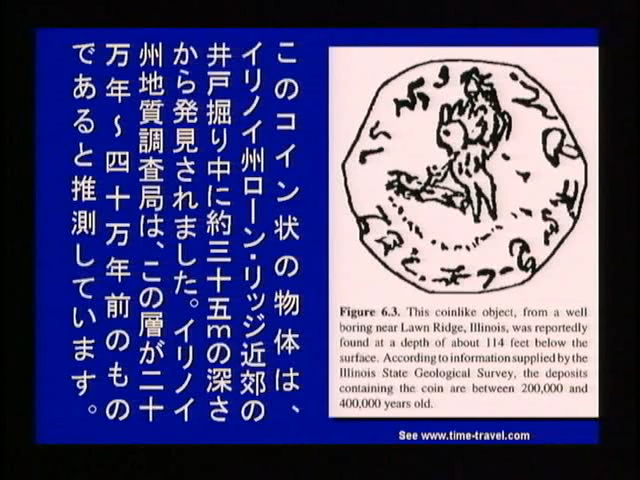 このコイン状の物体は、
イリノイ州ローン・リッジ近郊の
井戸掘り中に約三十五mの深さ
から発見されました。イリノイ
州地質調査局は、この層が二十
万年～四十万年前のもの
であると推測しています。
Figure 6.3. This coinlike object, from a well
boring near Lawn Ridge, Illinois, was reportedly
found at a depth of about 114 feet below the
surface. According to information supplied by the
Illinois State Geological Survey, the deposits
containing the coin are between 200,000 and
400,000 years old.
See www.time-travel.com